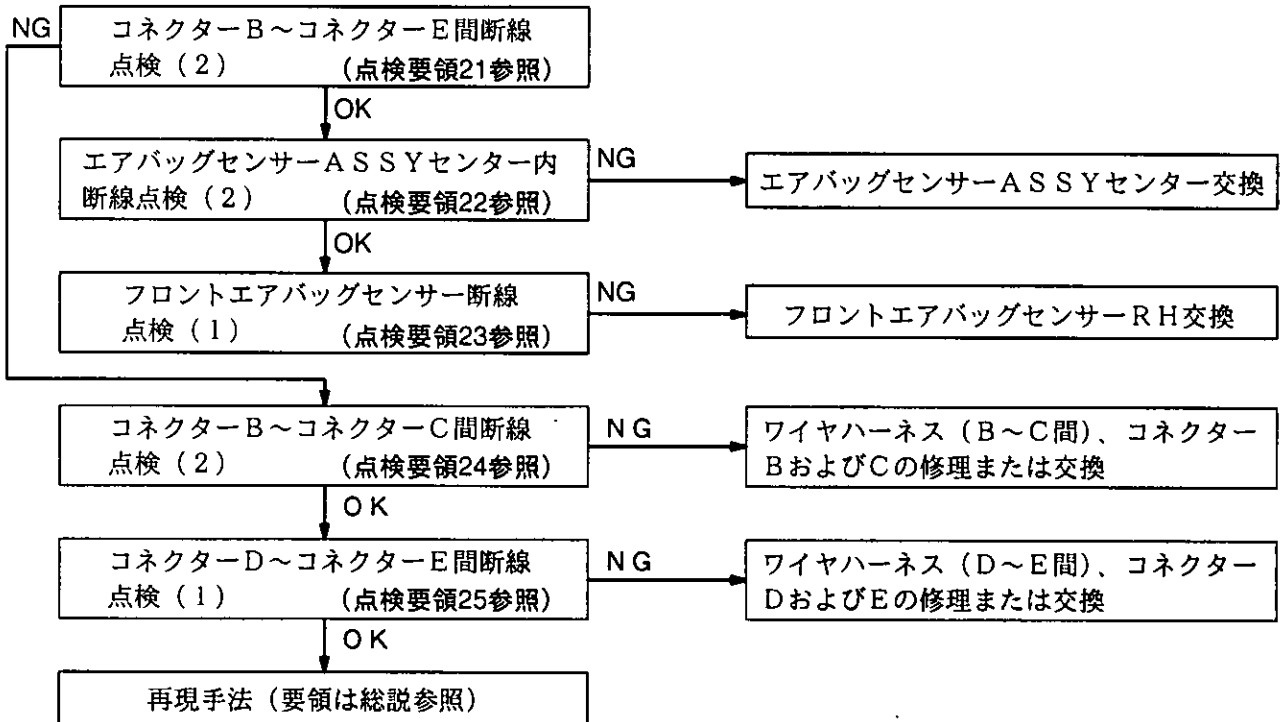 NG
コネクターB～コネクターE間断線
点検（2） （点検要領21参照）
OK
エアバッグセンサーASSYセンター内
断線点検（2） （点検要領22参照）
NG
エアバッグセンサーASSYセンター交換
OK
フロントエアバッグセンサー断線
点検（1） （点検要領23参照）
NG
フロントエアバッグセンサーRH交換
コネクターB～コネクターC間断線
点検（2） （点検要領24参照）
NG
ワイヤハーネス（B～C間）、コネクター
BおよびCの修理または交換
OK
コネクターD～コネクターE間断線
点検（1） （点検要領25参照）
NG
ワイヤハーネス（D～E間）、コネクター
DおよびEの修理または交換
OK
再現手法（要領は総説参照）